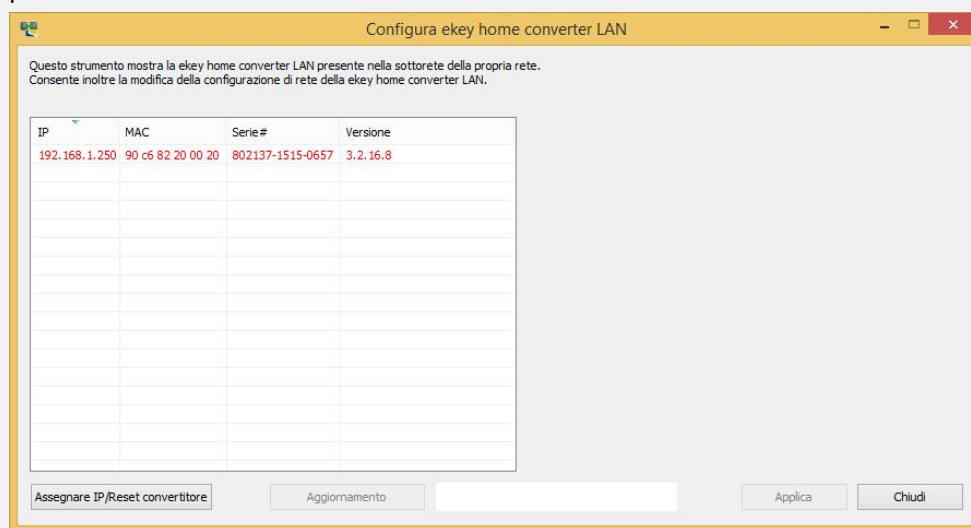 Configura ekey home converter LAN
Questo strumento mostra la ekey home converter LAN presente nella sottorete della propria rete.
Consente inoltre la modifica della configurazione di rete della ekey home converter LAN.
IP MAC Serie# Versione
192.168.1.250 90 c6 82 20 00 20 802137-1515-0657 3.2.16.8
Assegnare IP/Reset convertitore Aggiornamento Applica Chiudi